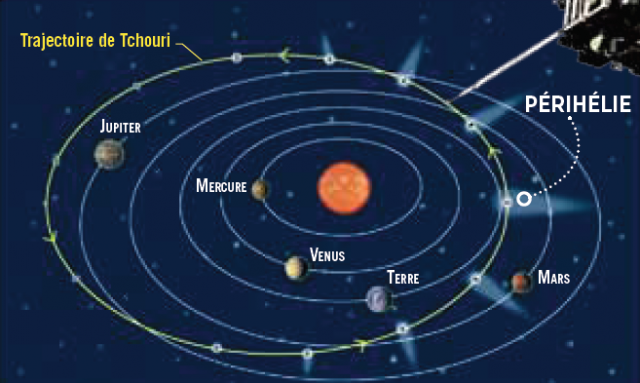 Trajectoire de Tchouri
PÉRIHÉLIE
JUPITER
MERCURE
VENUS
TERRE
MARS